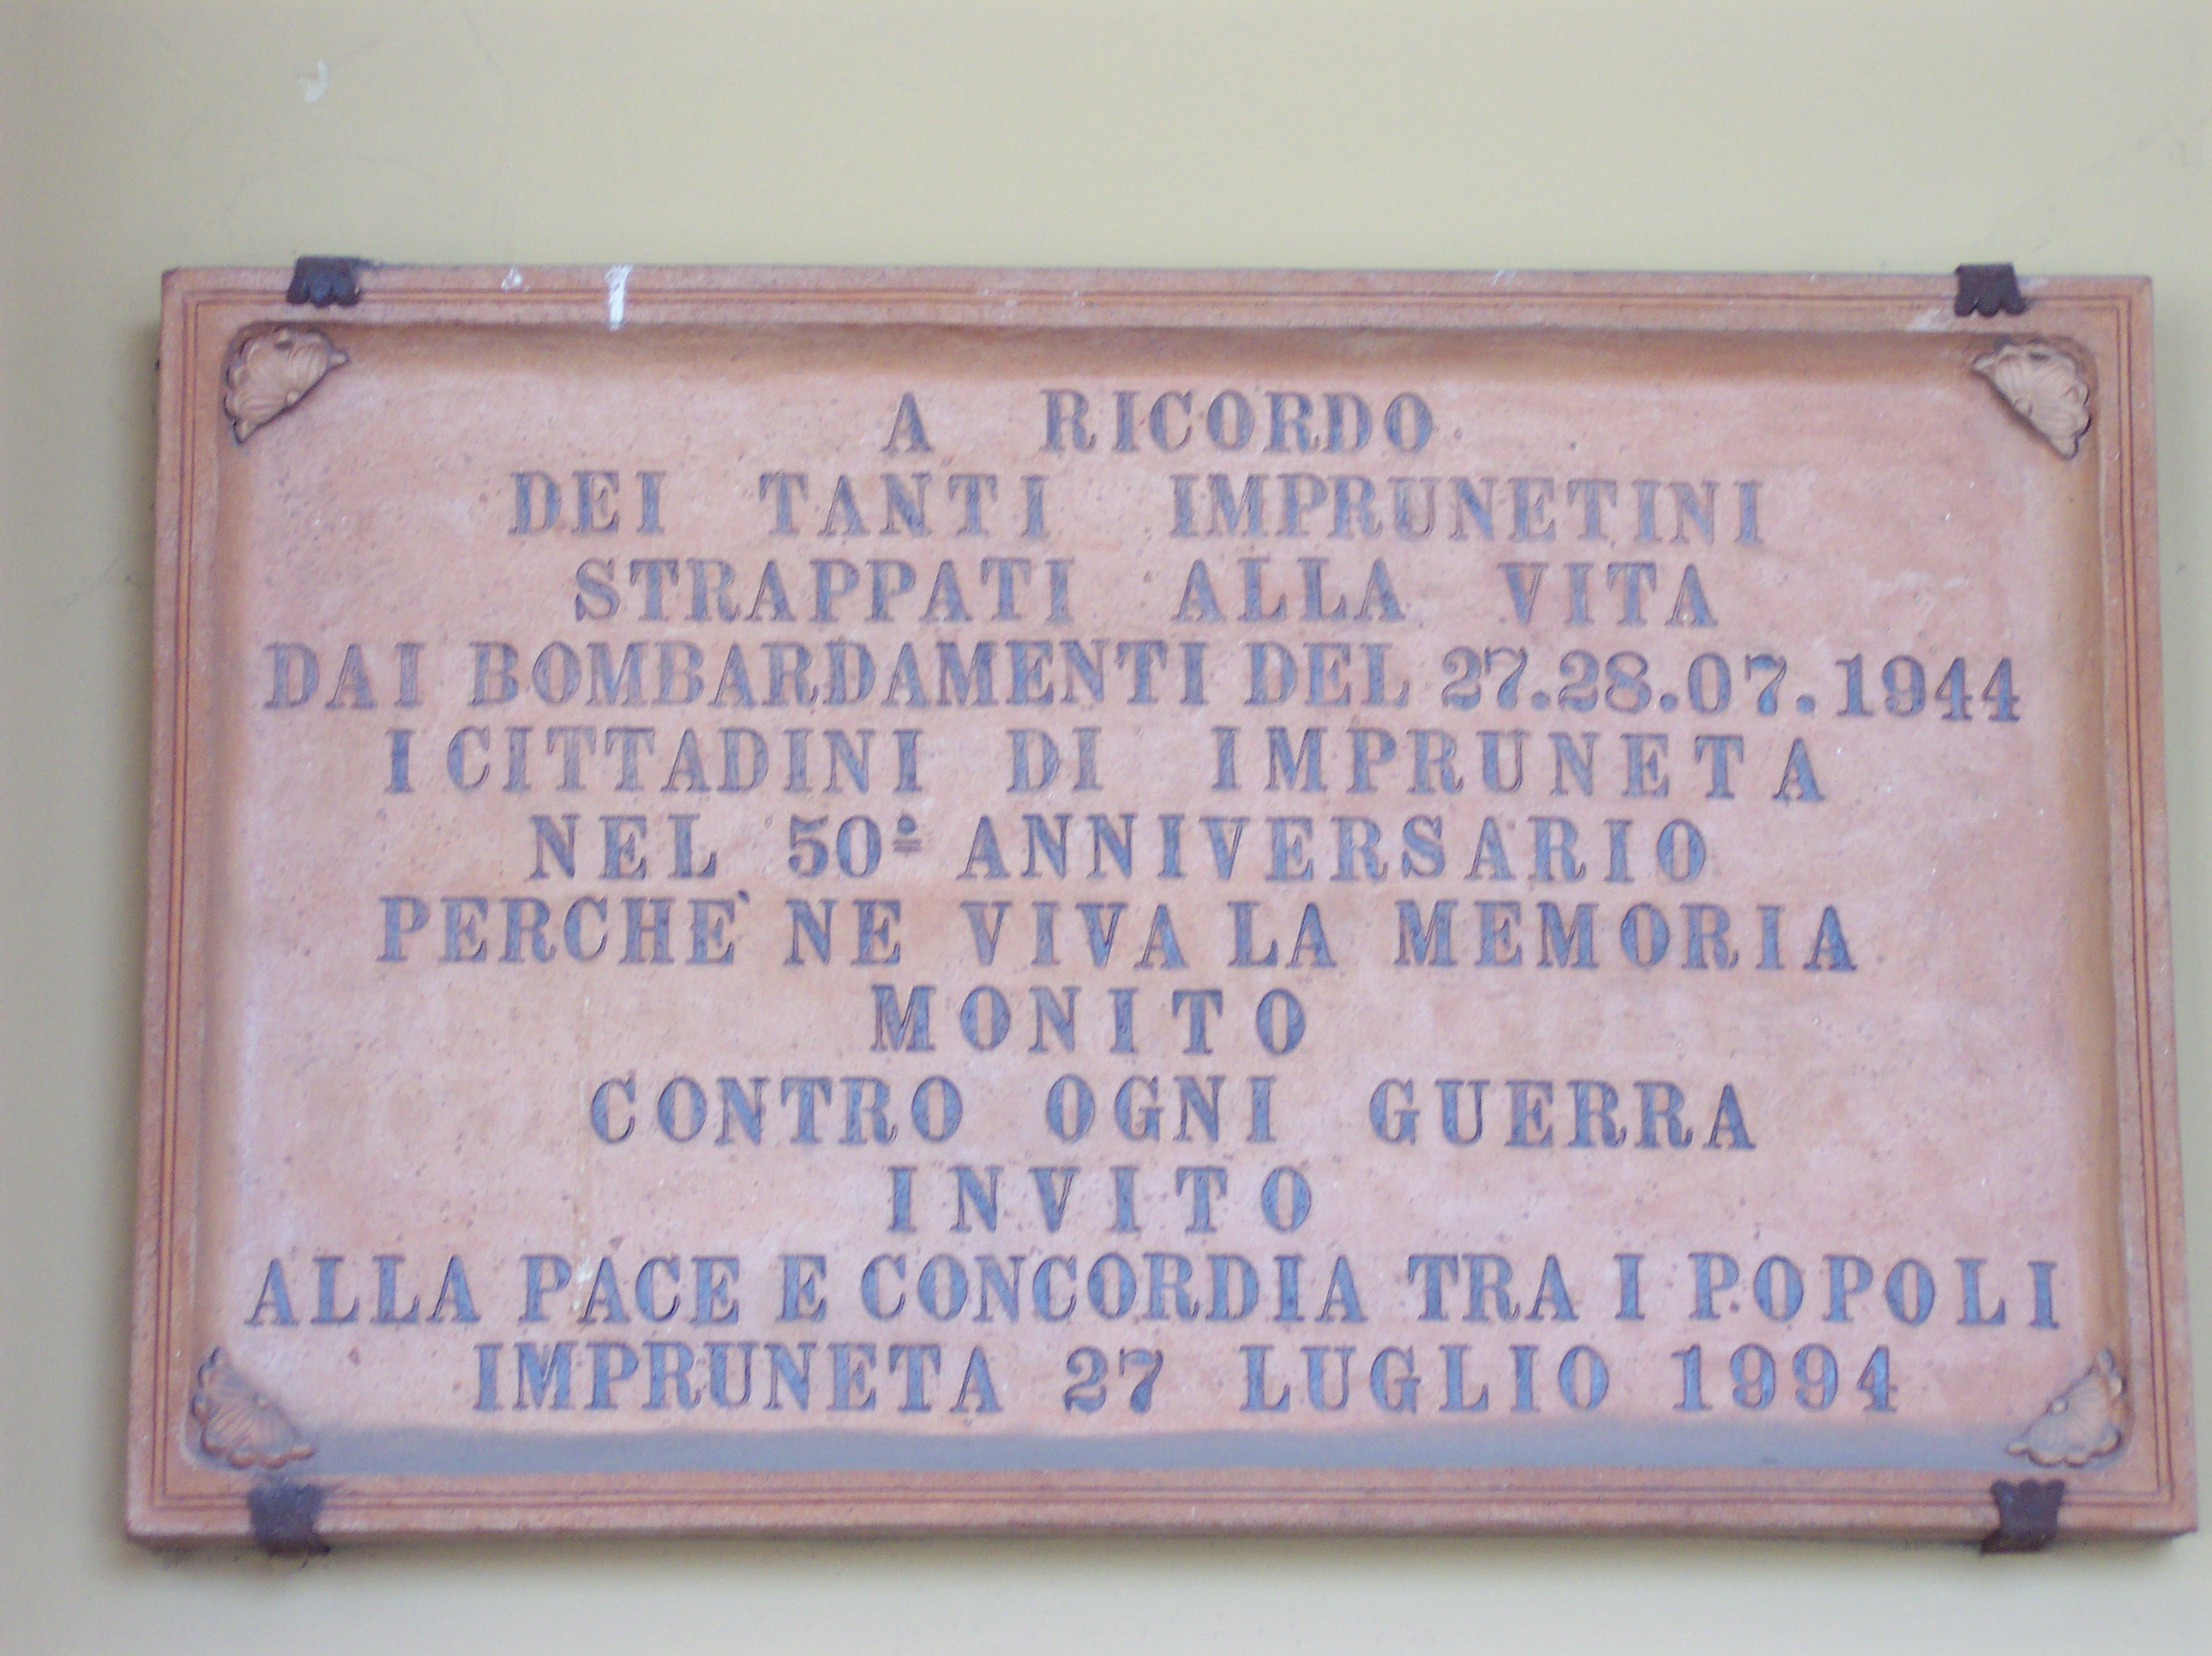 A RICORDO
DEI TANTI IMPRUNETINI
STRAPPATI ALLA VITA
DAI BOMBARDAMENTI DEL 27.28.07.1944
I CITTADINI DI IMPRUNETA
NEL 50º ANNIVERSARIO
PERCHE` NE VIVA LA MEMORIA
MONITO
CONTRO OGNI GUERRA
INVITO
ALLA PACE E CONCORDIA TRA I POPOLI
IMPRUNETA 27 LUGLIO 1994